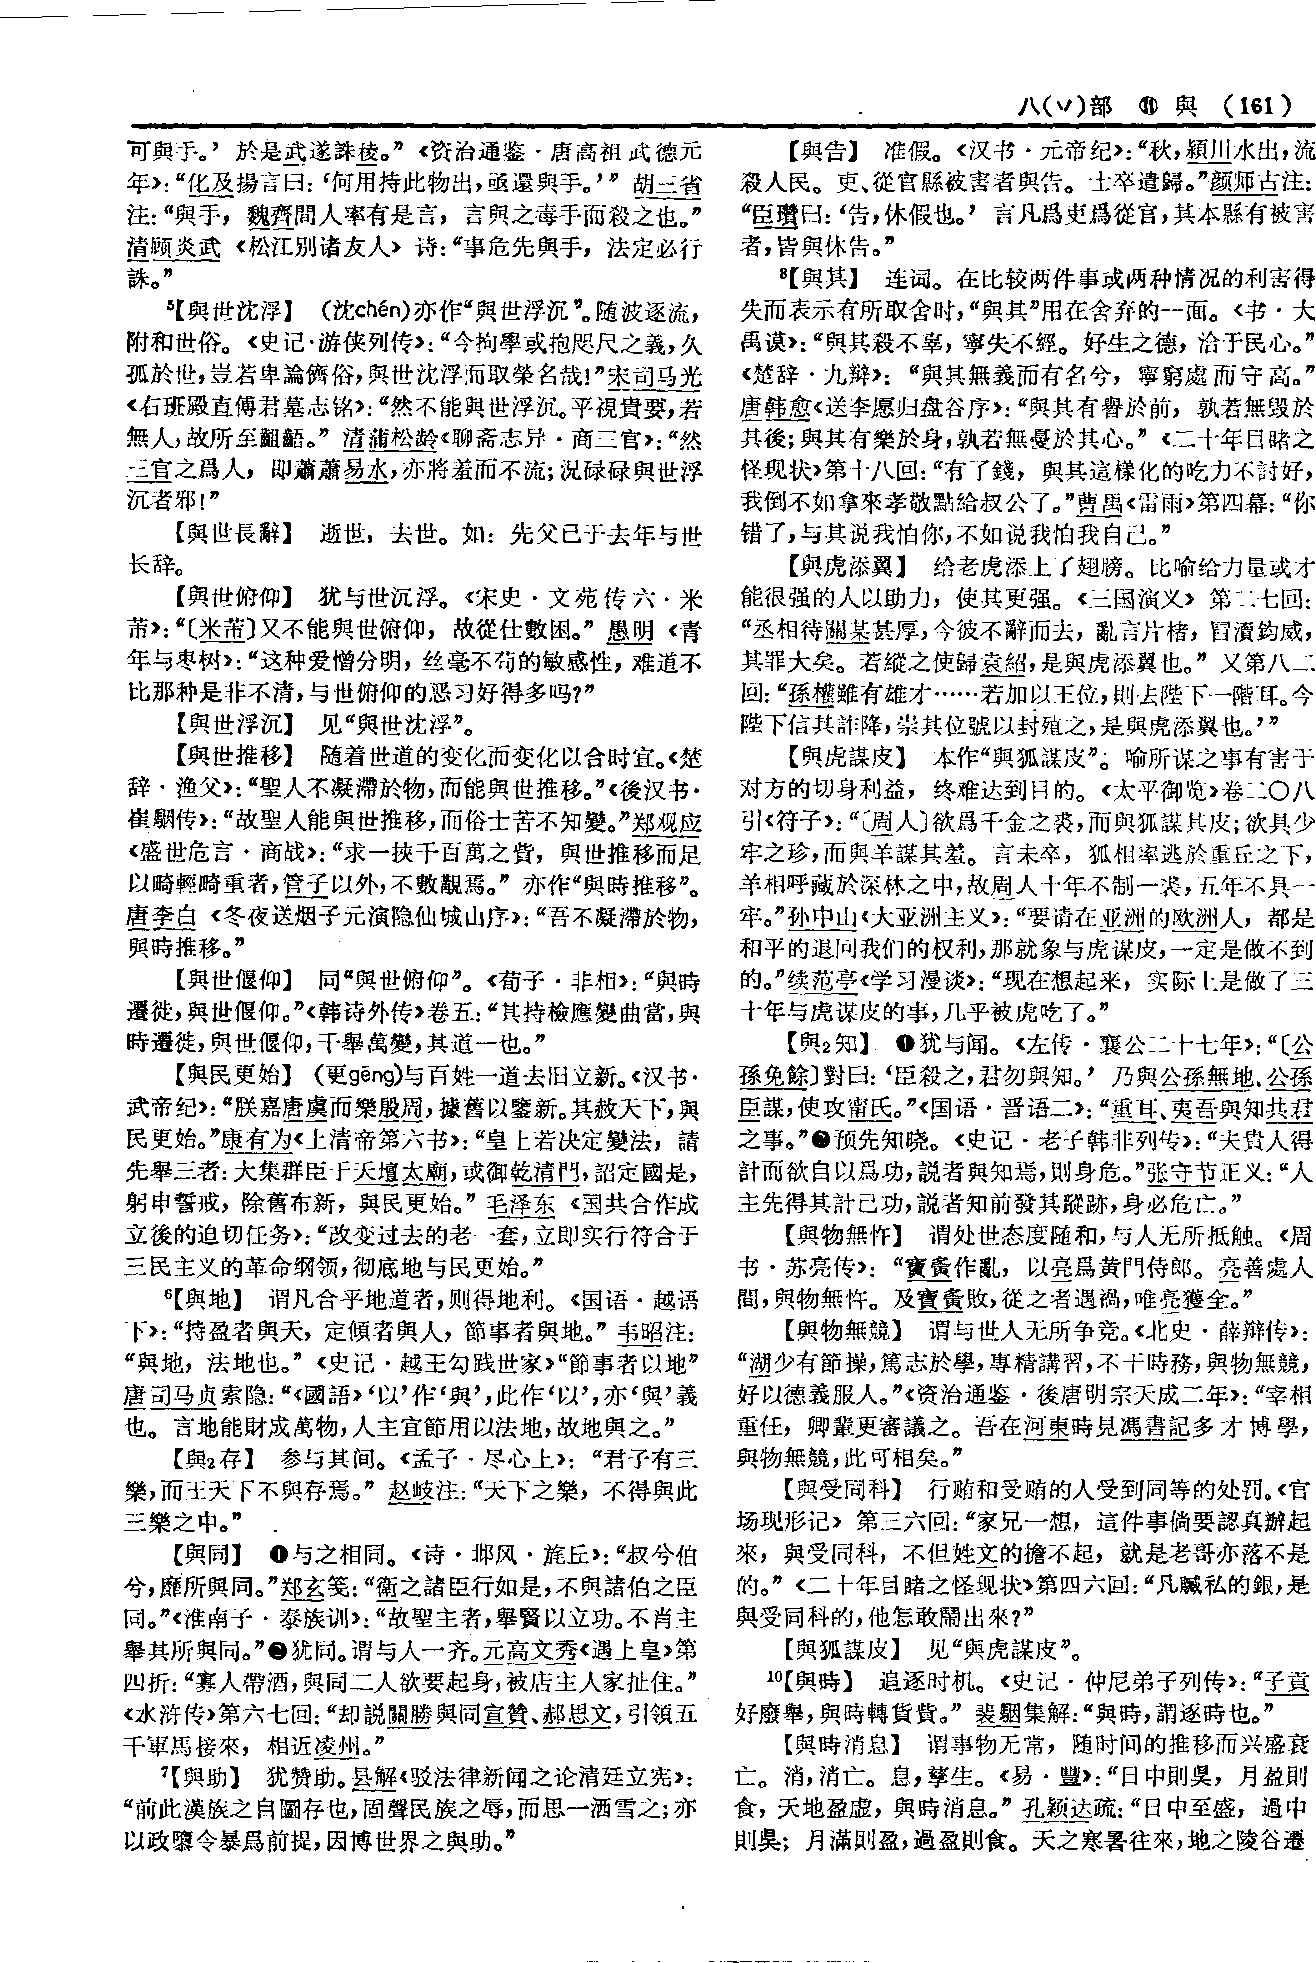 八(丷)部 ⑪ 與 (161)
可與手。’ 於是武遂誅稜。”《资治通鉴·唐高祖武德元
年》：“化及揚言曰：‘何用持此物出，亟還與手。’” 胡三省
注：“與手，魏齊間人率有是言，言與之毒手而殺之也。”
清顾炎武《松江别诸友人》诗：“事危先與手，法定必行
誅。”
⁵【與世沈浮】 (沈chén)亦作“與世浮沉”。随波逐流，
附和世俗。《史记·游侠列传》：“今拘學或抱咫尺之義，久
孤於世，豈若卑論儕俗，與世沈浮而取榮名哉！”宋司马光
《右班殿直傅君墓志铭》：“然不能與世浮沉。平視貴要，若
無人，故所至齟齬。” 清蒲松龄《聊斋志异·商三官》：“然
三官之爲人，即蕭蕭易水，亦將羞而不流；況碌碌與世浮
沉者邪！”
【與世長辭】 逝世，去世。如：先父已于去年与世
长辞。
【與世俯仰】 犹与世沉浮。《宋史·文苑传六·米
芾》：“〔米芾〕又不能與世俯仰，故從仕數困。” 愚明《青
年与枣树》：“这种爱憎分明，丝毫不苟的敏感性，难道不
比那种是非不清，与世俯仰的恶习好得多吗？”
【與世浮沉】 见“與世沈浮”。
【與世推移】 随着世道的变化而变化以合时宜。《楚
辞·渔父》：“聖人不凝滯於物，而能與世推移。”《後汉书·
崔駰传》：“故聖人能與世推移，而俗士苦不知變。”郑观应
《盛世危言·商战》：“求一挾千百萬之貲，與世推移而足
以畸輕畸重者，管子以外，不數覯焉。” 亦作“與時推移”。
唐李白《冬夜送烟子元演隐仙城山序》：“吾不凝滯於物，
與時推移。”
【與世偃仰】 同“與世俯仰”。《荀子·非相》：“與時
遷徙，與世偃仰。”《韩诗外传》卷五：“其持檢應變曲當，與
時遷徙，與世偃仰，千舉萬變，其道一也。”
【與民更始】 (更gēng)与百姓一道去旧立新。《汉书·
武帝纪》：“朕嘉唐虞而樂殷周，據舊以鑒新。其赦天下，與
民更始。”康有为《上清帝第六书》：“皇上若决定變法，請
先舉三者：大集群臣于天壇太廟，或御乾清門，詔定國是，
躬申誓戒，除舊布新，與民更始。” 毛泽东《国共合作成
立後的迫切任务》：“改变过去的老一套，立即实行符合于
三民主义的革命纲领，彻底地与民更始。”
⁶【與地】 谓凡合乎地道者，则得地利。《国语·越语
下》：“持盈者與天，定傾者與人，節事者與地。” 韦昭注：
“與地，法地也。”《史记·越王勾践世家》“節事者以地”
唐司马贞索隐：“《國語》‘以’作‘與’，此作‘以’，亦‘與’義
也。言地能財成萬物，人主宜節用以法地，故地與之。”
【與₂存】 参与其间。《孟子·尽心上》：“君子有三
樂，而王天下不與存焉。” 赵岐注：“天下之樂，不得與此
三樂之中。”
【與同】 ❶与之相同。《诗·邶风·旄丘》：“叔兮伯
兮，靡所與同。”郑玄笺：“衛之諸臣行如是，不與諸伯之臣
同。”《淮南子·泰族训》：“故聖主者，舉賢以立功。不肖主
舉其所與同。”❷犹同。谓与人一齐。元高文秀《遇上皇》第
四折：“寡人帶酒，與同二人欲要起身，被店主人家扯住。”
《水浒传》第六七回：“却説關勝與同宣贊、郝思文，引領五
千軍馬接來，相近凌州。”
⁷【與助】 犹赞助。县解《驳法律新闻之论清廷立宪》：
“前此漢族之自圖存也，固聲民族之辱，而思一洒雪之；亦
以政隳令暴爲前提，因博世界之與助。”
【與告】 准假。《汉书·元帝纪》：“秋，潁川水出，流
殺人民。吏、從官縣被害者與告。士卒遣歸。”颜师古注：
“臣瓚曰：‘告，休假也。’ 言凡爲吏爲從官，其本縣有被害
者，皆與休告。”
⁸【與其】 连词。在比较两件事或两种情况的利害得
失而表示有所取舍时，“與其”用在舍弃的一面。《书·大
禹谟》：“與其殺不辜，寧失不經。好生之德，洽于民心。”
《楚辞·九辩》：“與其無義而有名兮，寧窮處而守高。”
唐韩愈《送李愿归盘谷序》：“與其有譽於前，孰若無毀於
其後；與其有樂於身，孰若無憂於其心。”《二十年目睹之
怪现状》第十八回：“有了錢，與其這樣化的吃力不討好，
我倒不如拿來孝敬點給叔公了。”曹禺《雷雨》第四幕：“你
错了，与其说我怕你，不如说我怕我自己。”
【與虎添翼】 给老虎添上了翅膀。比喻给力量或才
能很强的人以助力，使其更强。《三國演义》第二七回：
“丞相待關某甚厚，今彼不辭而去，亂言片楮，冒瀆鈞威，
其罪大矣。若縱之使歸袁紹，是與虎添翼也。” 又第八二
回：“孫權雖有雄才……若加以王位，則去陛下一階耳。今
陛下信其詐降，崇其位號以封殖之，是與虎添翼也。’”
【與虎謀皮】 本作“與狐謀皮”。喻所谋之事有害于
对方的切身利益，终难达到目的。《太平御览》卷二〇八
引《符子》：“〔周人〕欲爲千金之裘，而與狐謀其皮；欲具少
牢之珍，而與羊謀其羞。言未卒，狐相率逃於重丘之下，
羊相呼藏於深林之中，故周人十年不制一裘，五年不具一
牢。”孙中山《大亚洲主义》：“要请在亚洲的欧洲人，都是
和平的退回我们的权利，那就象与虎谋皮，一定是做不到
的。”续范亭《学习漫谈》：“现在想起来，实际上是做了三
十年与虎谋皮的事，几乎被虎吃了。”
【與₂知】 ❶犹与闻。《左传·襄公二十七年》：“〔公
孫免餘〕對曰：‘臣殺之，君勿與知。’ 乃與公孫無地、公孫
臣謀，使攻甯氏。”《国语·晋语二》：“重耳、夷吾與知共君
之事。”❷预先知晓。《史记·老子韩非列传》：“夫貴人得
計而欲自以爲功，説者與知焉，則身危。”张守节正义：“人
主先得其計己功，説者知前發其蹤跡，身必危亡。”
【與物無忤】 谓处世态度随和，与人无所抵触。《周
书·苏亮传》：“寶夤作亂，以亮爲黄門侍郎。亮善處人
間，與物無忤。及寶夤敗，從之者遇禍，唯亮獲全。”
【與物無競】 谓与世人无所争竞。《北史·薛辩传》：
“湖少有節操，篤志於學，專精講習，不干時務，與物無競，
好以德義服人。”《资治通鉴·後唐明宗天成二年》：“宰相
重任，卿輩更審議之。吾在河東時見馮書記多才博學，
與物無競，此可相矣。”
【與受同科】 行贿和受贿的人受到同等的处罚。《官
场现形记》第三六回：“家兄一想，這件事倘要認真辦起
來，與受同科，不但姓文的擔不起，就是老哥亦落不是
的。”《二十年目睹之怪现状》第四六回：“凡贓私的銀，是
與受同科的，他怎敢鬧出來？”
【與狐謀皮】 见“與虎謀皮”。
¹⁰【與時】 追逐时机。《史记·仲尼弟子列传》：“子貢
好廢舉，與時轉貨貲。” 裴駰集解：“與時，謂逐時也。”
【與時消息】 谓事物无常，随时间的推移而兴盛衰
亡。消，消亡。息，孳生。《易·豐》：“日中則昃，月盈則
食，天地盈虚，與時消息。” 孔颖达疏：“日中至盛，過中
則昃；月滿則盈，過盈則食。天之寒暑往來，地之陵谷遷